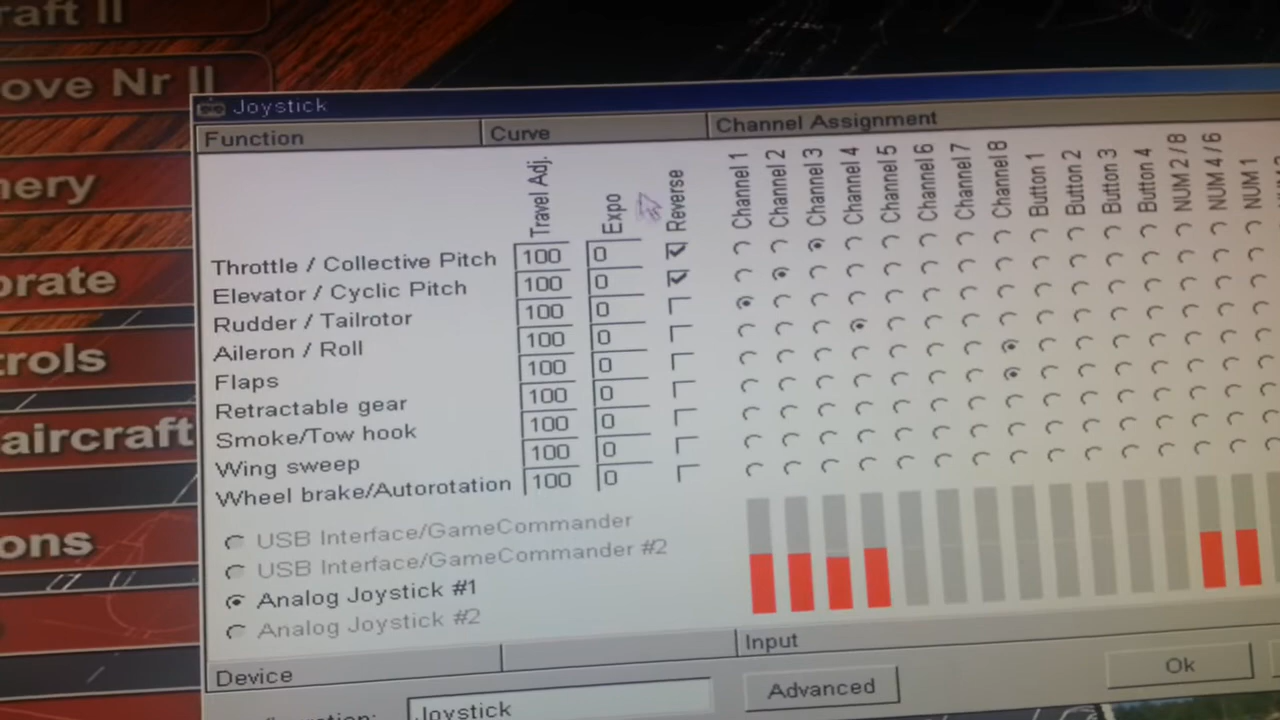 raft II
ove Nr II
nery
orate
trols
aircraft
ons
Joystick
Function Curve Channel Assignment
Travel Adj. Expo Reverse Channel 1 Channel 2 Channel 3 Channel 4 Channel 5 Channel 6 Channel 7 Channel 8 Button 1 Button 2 Button 3 Button 4 NUM 2 / 8 NUM 4 / 6 NUM 1
Throttle / Collective Pitch 100 0
Elevator / Cyclic Pitch 100 0
Rudder / Tailrotor 100 0
Aileron / Roll 100 0
Flaps 100 0
Retractable gear 100 0
Smoke/Tow hook 100 0
Wing sweep 100 0
Wheel brake/Autorotation 100 0
USB Interface/GameCommander
USB Interface/GameCommander #2
Analog Joystick #1
Analog Joystick #2
Device Input
Joystick Advanced Ok